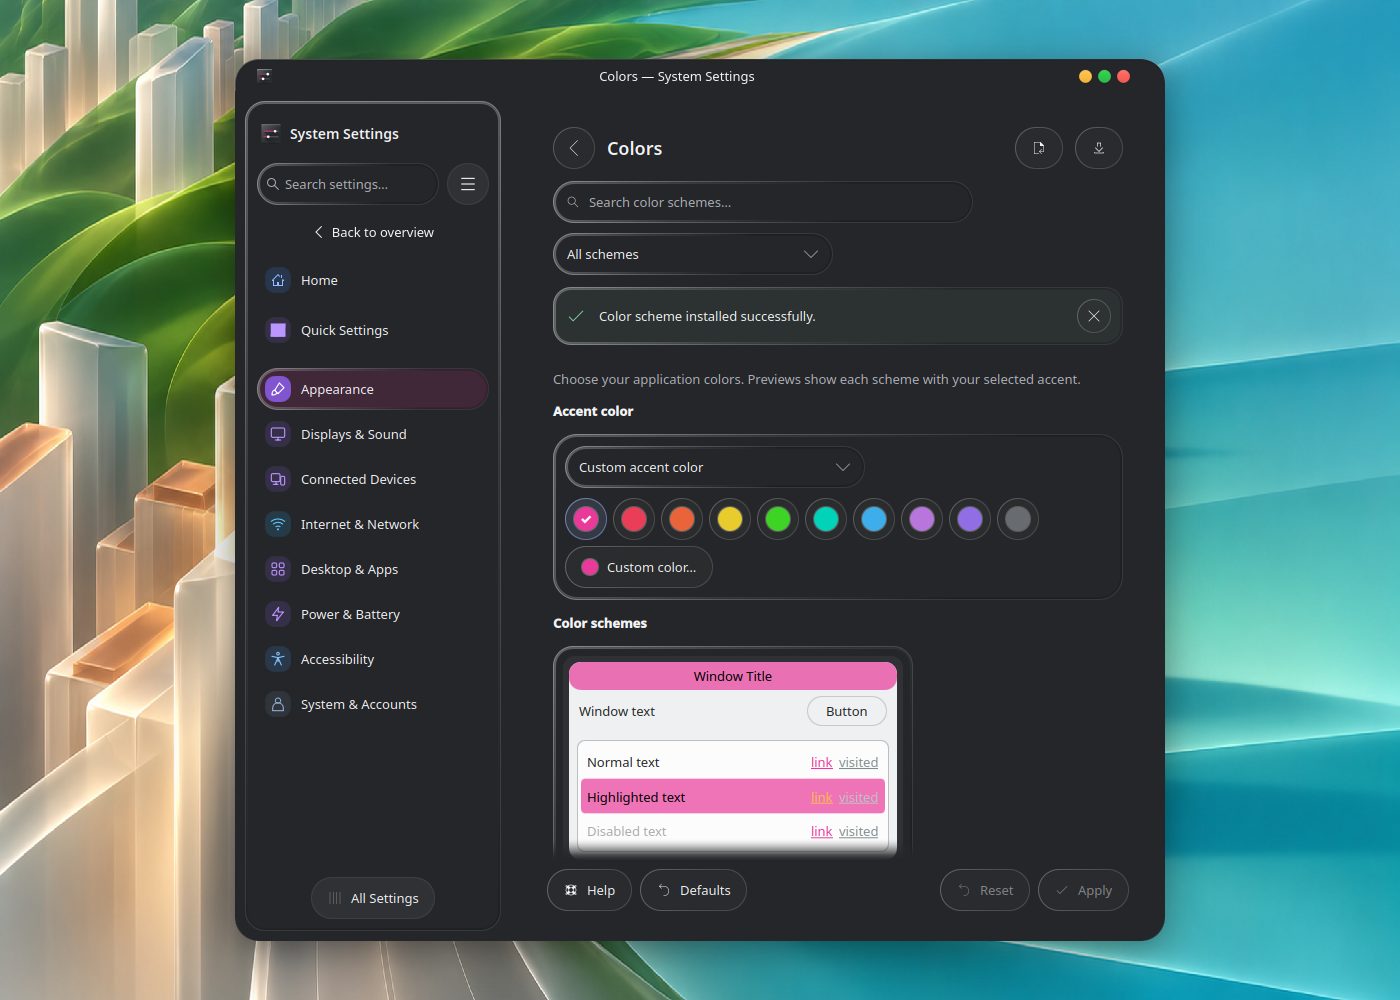 Colors — System Settings
System Settings
Search settings...
Back to overview
Home
Quick Settings
Appearance
Displays & Sound
Connected Devices
Internet & Network
Desktop & Apps
Power & Battery
Accessibility
System & Accounts
All Settings
Colors
Search color schemes...
All schemes
Color scheme installed successfully.
Choose your application colors. Previews show each scheme with your selected accent.
Accent color
Custom accent color
Custom color...
Color schemes
Window Title
Window text
Button
Normal text link visited
Highlighted text link visited
Disabled text link visited
Help
Defaults
Reset
Apply